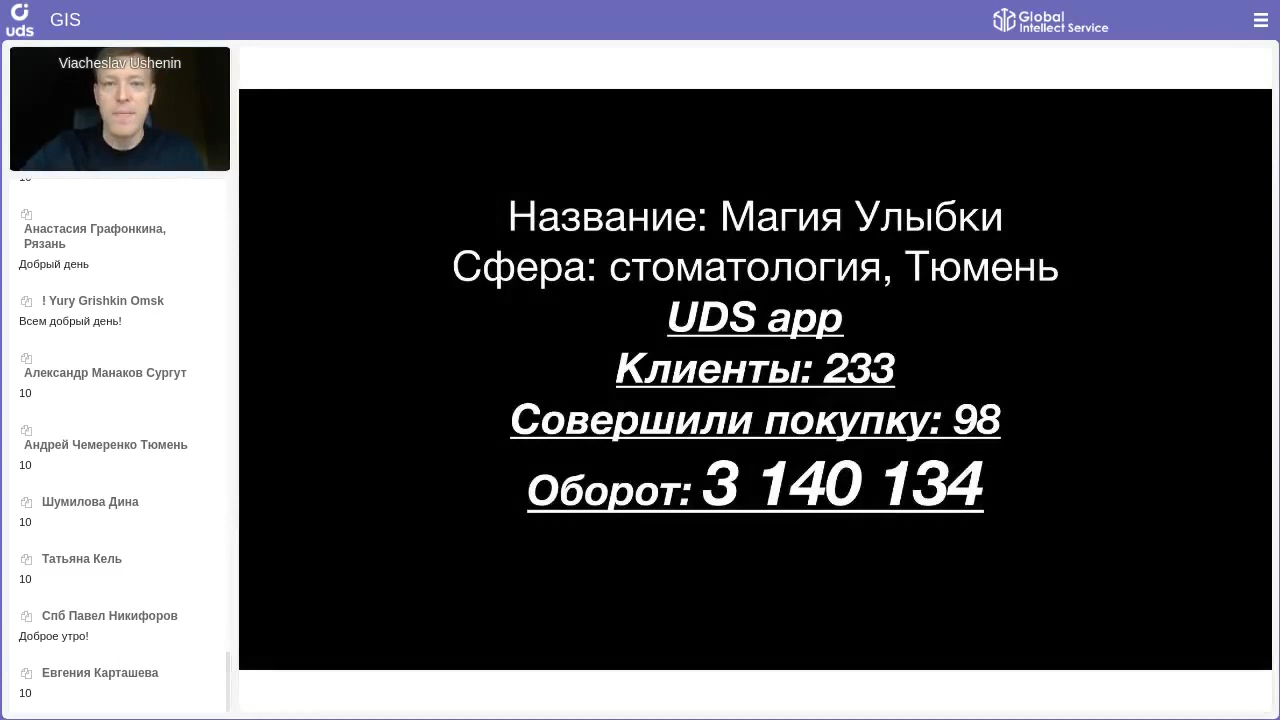 uds
GIS
Global
Intellect Service
Viacheslav Ushenin
Анастасия Графонкина,
Рязань
Добрый день
! Yury Grishkin Omsk
Всем добрый день!
Александр Манаков Сургут
10
Андрей Чемеренко Тюмень
10
Шумилова Дина
10
Татьяна Кель
10
Спб Павел Никифоров
Доброе утро!
Евгения Карташева
10
Название: Магия Улыбки
Сфера: стоматология, Тюмень
UDS app
Клиенты: 233
Совершили покупку: 98
Оборот: 3 140 134